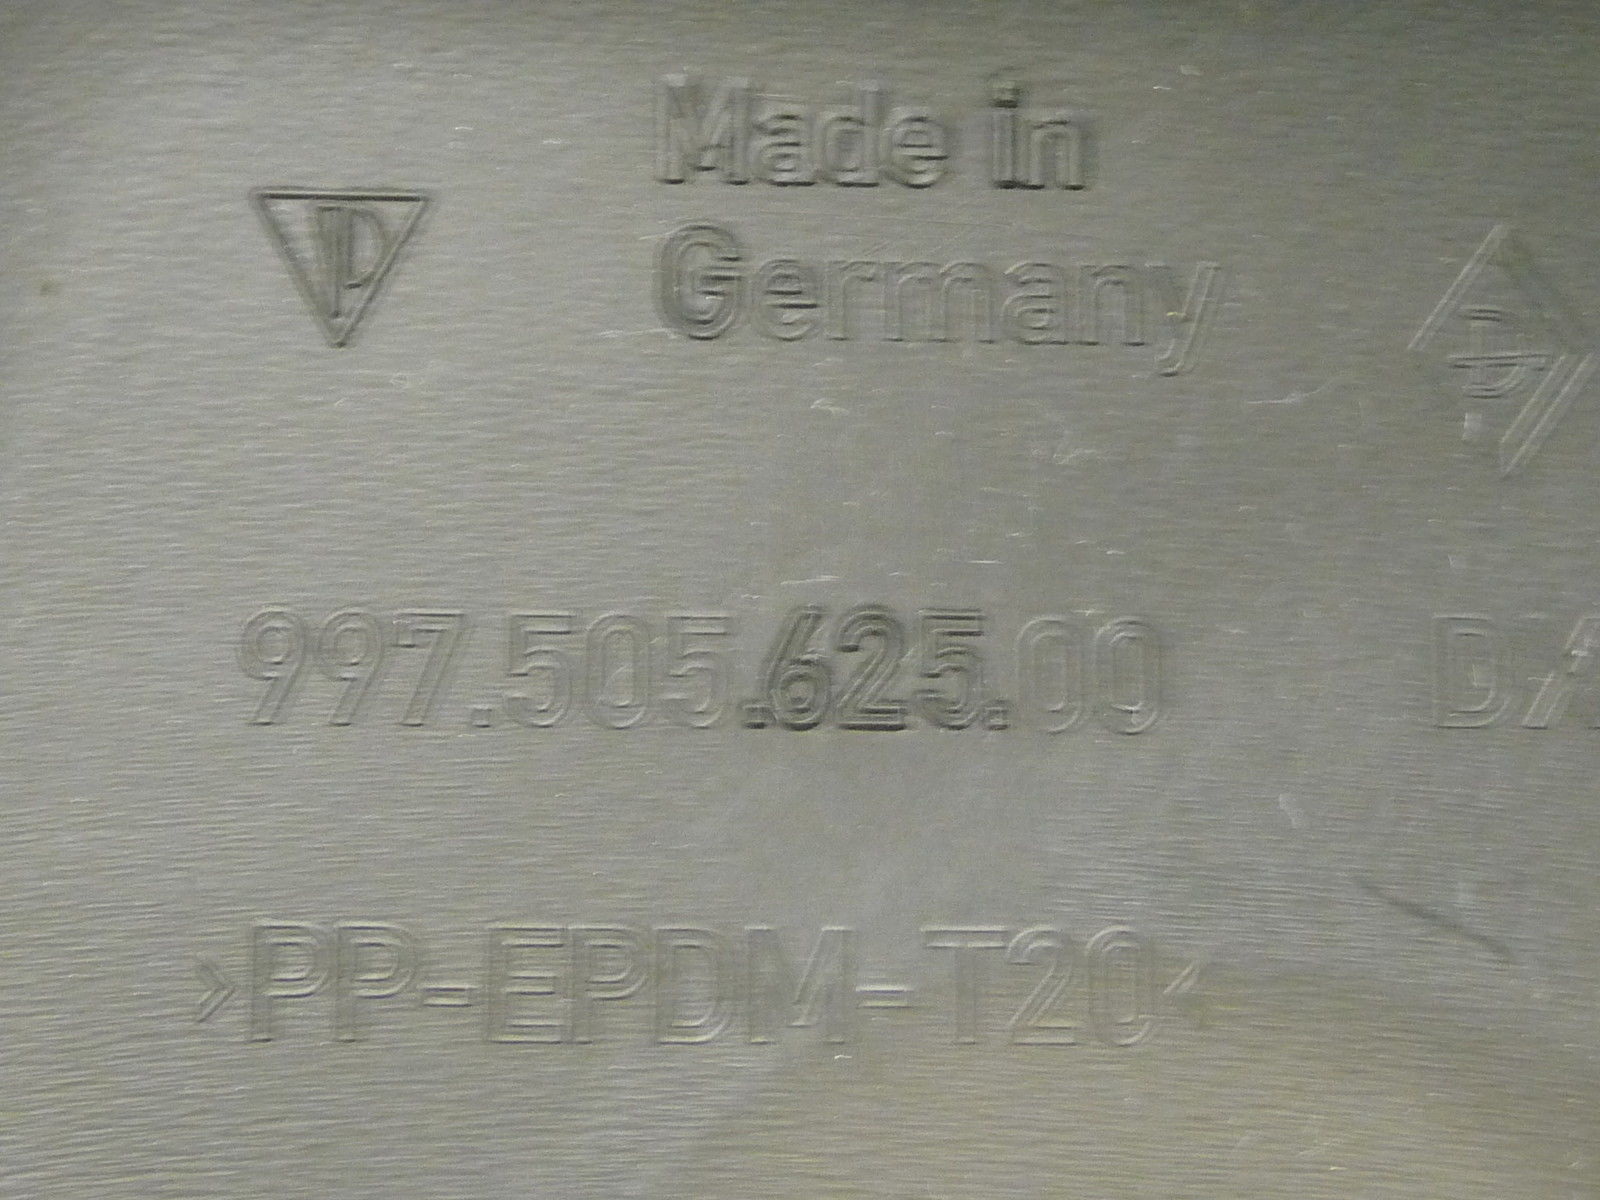 Made in
Germany
P
997.505.625.00
>PP-EPDM-T20<